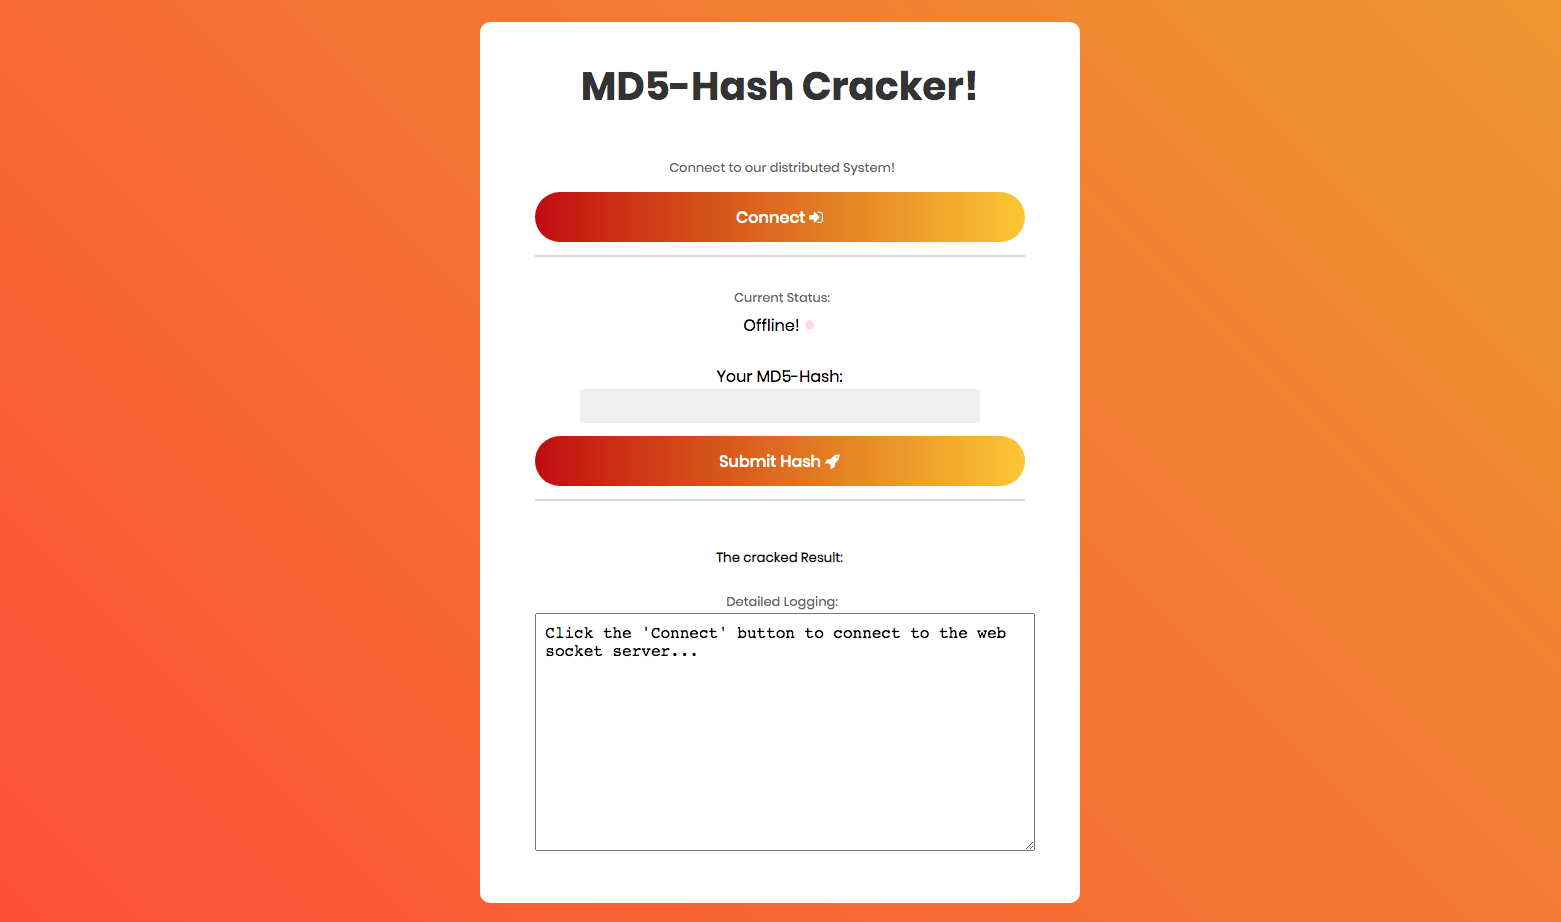 MD5-Hash Cracker!
Connect to our distributed System!
Connect
Current Status:
Offline!
Your MD5-Hash:
Submit Hash
The cracked Result:
Detailed Logging:
Click the 'Connect' button to connect to the web
socket server...